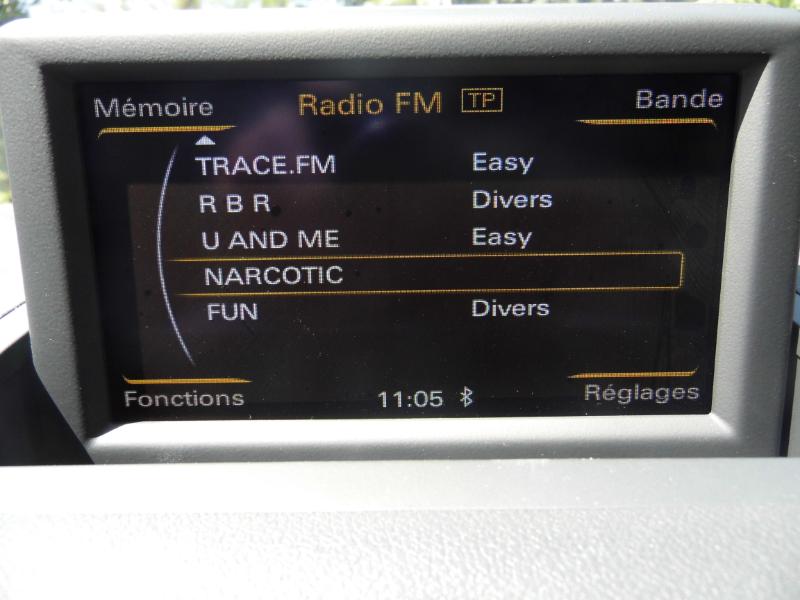 Mémoire Radio FM TP Bande
TRACE.FM Easy
R B R Divers
U AND ME Easy
NARCOTIC
FUN Divers
Fonctions 11:05 Réglages